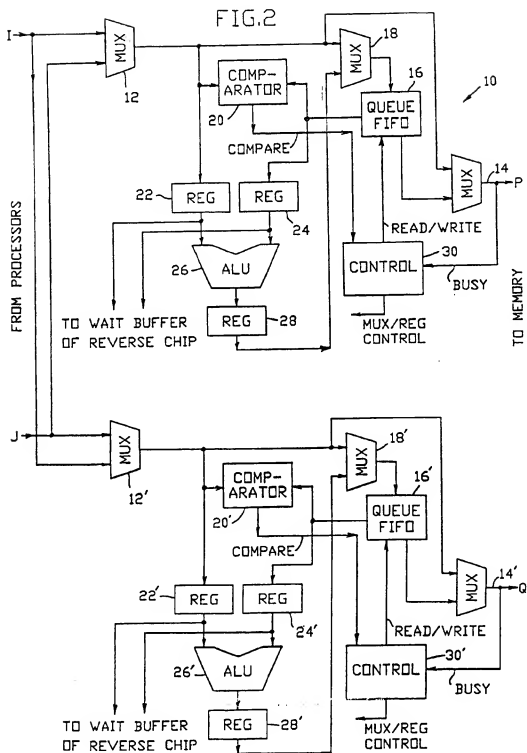 FIG.2
I
MUX
12
MUX
18
COMP-
ARATOR
20
COMPARE
16
QUEUE
FIFO
10
MUX
14
P
22
REG
REG
24
READ/WRITE
26
ALU
CONTROL
30
BUSY
FROM PROCESSORS
TO MEMORY
TO WAIT BUFFER
OF REVERSE CHIP
REG
28
MUX/REG
CONTROL
J
MUX
12'
MUX
18'
COMP-
ARATOR
20'
COMPARE
16'
QUEUE
FIFO
MUX
14'
Q
22'
REG
REG
24'
READ/WRITE
26'
ALU
CONTROL
30'
BUSY
TO WAIT BUFFER
OF REVERSE CHIP
REG
28'
MUX/REG
CONTROL